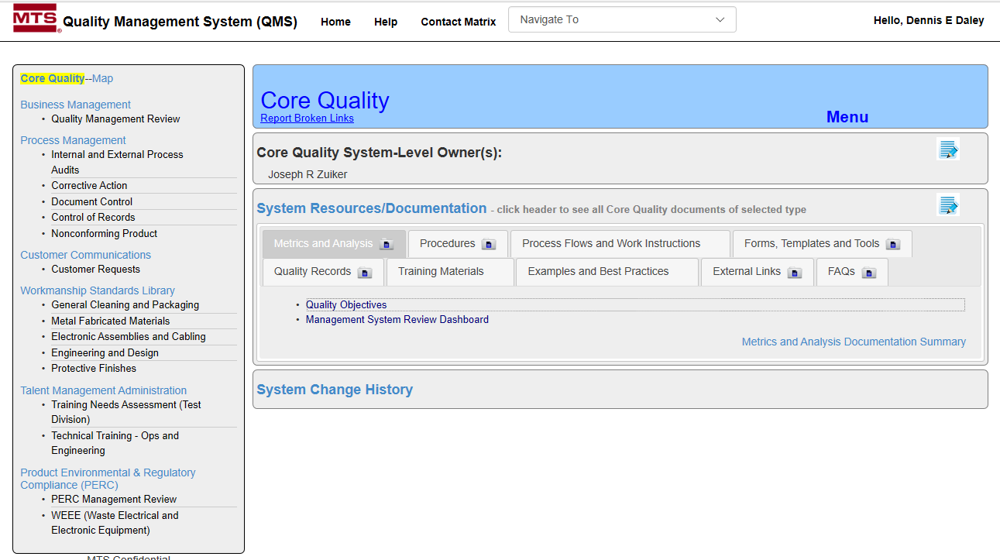 MTS®
Quality Management System (QMS)
Home
Help
Contact Matrix
Navigate To
Hello, Dennis E Daley
Core Quality--Map
Business Management
• Quality Management Review
Process Management
• Internal and External Process
Audits
• Corrective Action
• Document Control
• Control of Records
• Nonconforming Product
Customer Communications
• Customer Requests
Workmanship Standards Library
• General Cleaning and Packaging
• Metal Fabricated Materials
• Electronic Assemblies and Cabling
• Engineering and Design
• Protective Finishes
Talent Management Administration
• Training Needs Assessment (Test
Division)
• Technical Training - Ops and
Engineering
Product Environmental & Regulatory
Compliance (PERC)
• PERC Management Review
• WEEE (Waste Electrical and
Electronic Equipment)
MTS Confidential
Core Quality
Report Broken Links
Menu
Core Quality System-Level Owner(s):
Joseph R Zuiker
System Resources/Documentation - click header to see all Core Quality documents of selected type
Metrics and Analysis
Procedures
Process Flows and Work Instructions
Forms, Templates and Tools
Quality Records
Training Materials
Examples and Best Practices
External Links
FAQs
• Quality Objectives
• Management System Review Dashboard
Metrics and Analysis Documentation Summary
System Change History